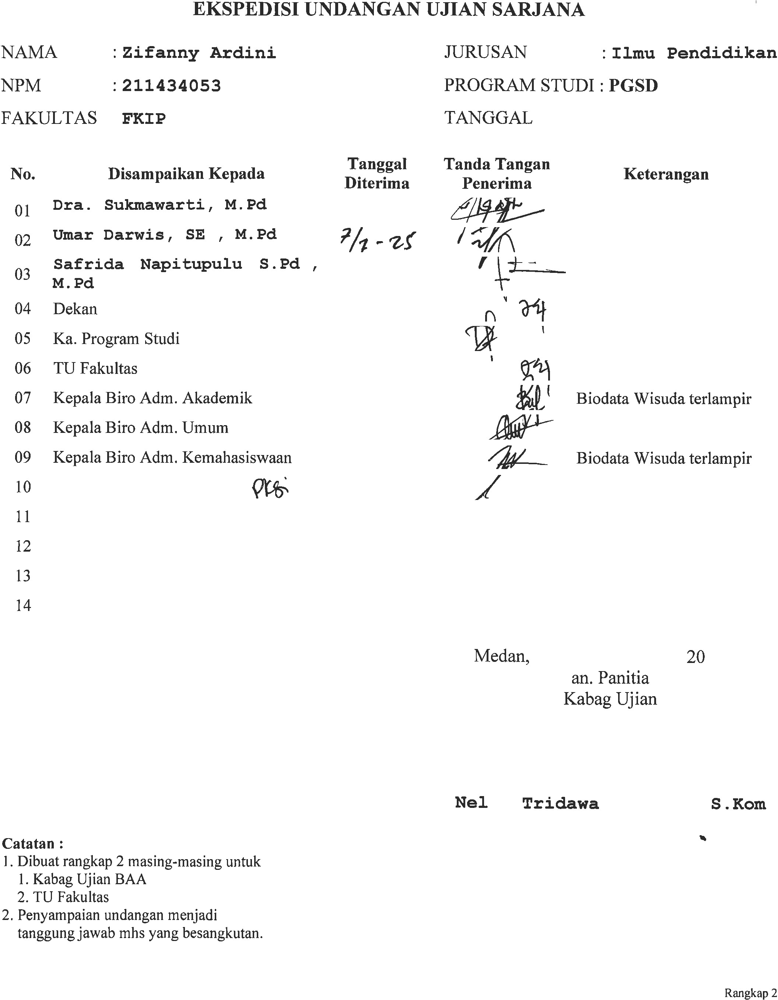 EKSPEDISI UNDANGAN UJIAN SARJANA
NAMA : Zifanny Ardini JURUSAN : Ilmu Pendidikan
NPM : 211434053 PROGRAM STUDI : PGSD
FAKULTAS FKIP TANGGAL
No. Disampaikan Kepada Tanggal Diterima Tanda Tangan Penerima Keterangan
01 Dra. Sukmawarti, M.Pd
02 Umar Darwis, SE , M.Pd 7/7-25
03 Safrida Napitupulu S.Pd ,
M.Pd
04 Dekan
05 Ka. Program Studi
06 TU Fakultas
07 Kepala Biro Adm. Akademik Biodata Wisuda terlampir
08 Kepala Biro Adm. Umum
09 Kepala Biro Adm. Kemahasiswaan Biodata Wisuda terlampir
10
11
12
13
14
Medan, 20
an. Panitia
Kabag Ujian
Nel Tridawa S.Kom
Catatan :
1. Dibuat rangkap 2 masing-masing untuk
1. Kabag Ujian BAA
2. TU Fakultas
2. Penyampaian undangan menjadi
tanggung jawab mhs yang besangkutan.
Rangkap 2